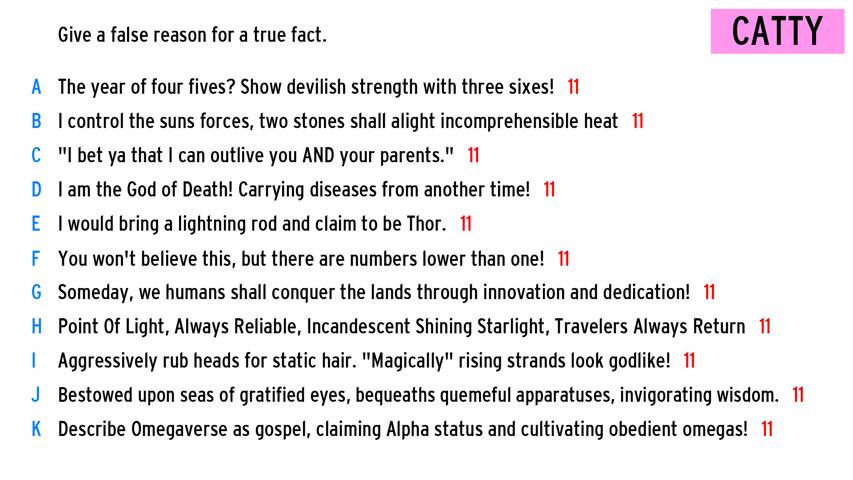 Give a false reason for a true fact.
CATTY
A The year of four fives? Show devilish strength with three sixes! 11
B I control the suns forces, two stones shall alight incomprehensible heat 11
C "I bet ya that I can outlive you AND your parents." 11
D I am the God of Death! Carrying diseases from another time! 11
E I would bring a lightning rod and claim to be Thor. 11
F You won't believe this, but there are numbers lower than one! 11
G Someday, we humans shall conquer the lands through innovation and dedication! 11
H Point Of Light, Always Reliable, Incandescent Shining Starlight, Travelers Always Return 11
I Aggressively rub heads for static hair. "Magically" rising strands look godlike! 11
J Bestowed upon seas of gratified eyes, bequeaths quemeful apparatuses, invigorating wisdom. 11
K Describe Omegaverse as gospel, claiming Alpha status and cultivating obedient omegas! 11